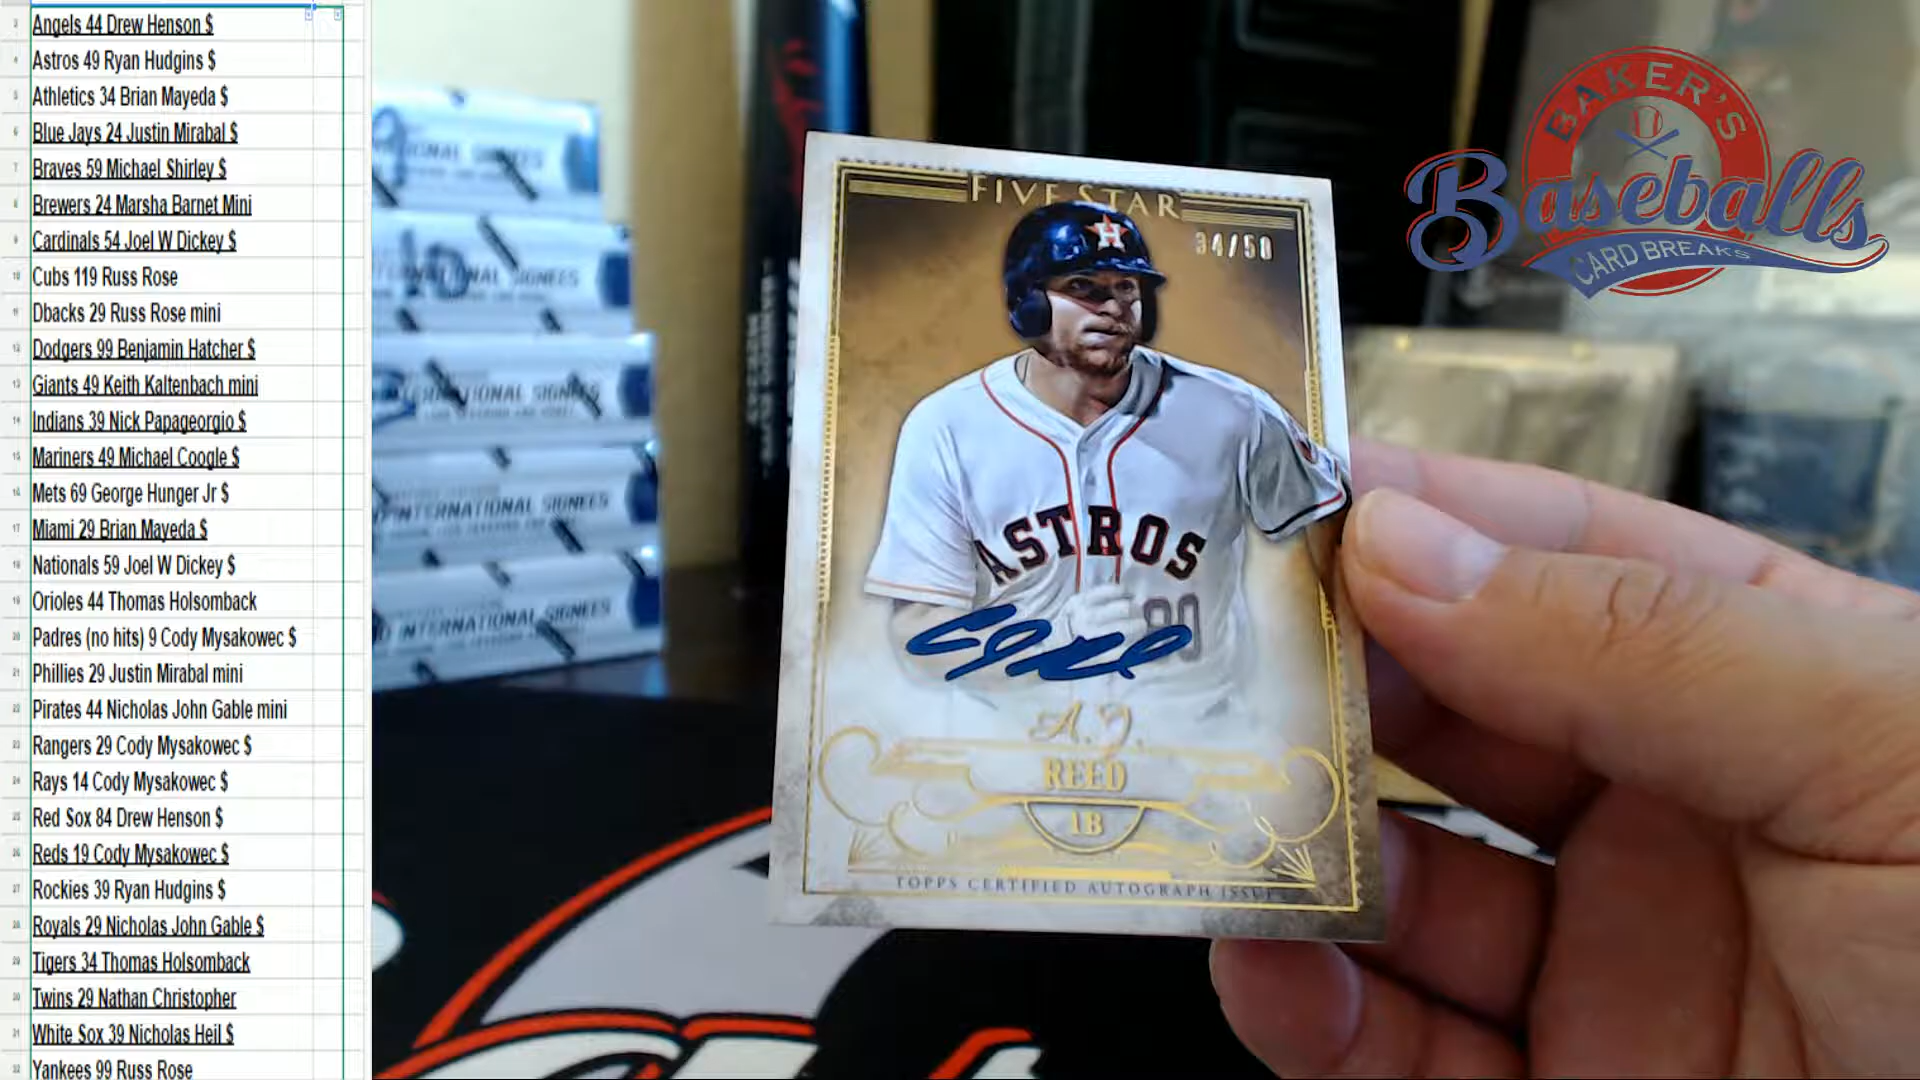 Angels 44 Drew Henson $
Astros 49 Ryan Hudgins $
Athletics 34 Brian Mayeda $
Blue Jays 24 Justin Mirabal $
Braves 59 Michael Shirley $
Brewers 24 Marsha Barnet Mini
Cardinals 54 Joel W Dickey $
Cubs 119 Russ Rose
Dbacks 29 Russ Rose mini
Dodgers 99 Benjamin Hatcher $
Giants 49 Keith Kaltenbach mini
Indians 39 Nick Papageorgio $
Mariners 49 Michael Coogle $
Mets 69 George Hunger Jr $
Miami 29 Brian Mayeda $
Nationals 59 Joel W Dickey $
Orioles 44 Thomas Holsomback
Padres (no hits) 9 Cody Mysakowec $
Phillies 29 Justin Mirabal mini
Pirates 44 Nicholas John Gable mini
Rangers 29 Cody Mysakowec $
Rays 14 Cody Mysakowec $
Red Sox 84 Drew Henson $
Reds 19 Cody Mysakowec $
Rockies 39 Ryan Hudgins $
Royals 29 Nicholas John Gable $
Tigers 34 Thomas Holsomback
Twins 29 Nathan Christopher
White Sox 39 Nicholas Heil $
Yankees 99 Russ Rose
INTERNATIONAL SIGNEES
INTERNATIONAL SIGNEES
INTERNATIONAL SIGNEES
INTERNATIONAL SIGNEES
FIVE STAR
34/50
H
ASTROS
A.J.
REED
1B
TOPPS CERTIFIED AUTOGRAPH ISSUE
BAKER'S
Baseballs
CARD BREAKS